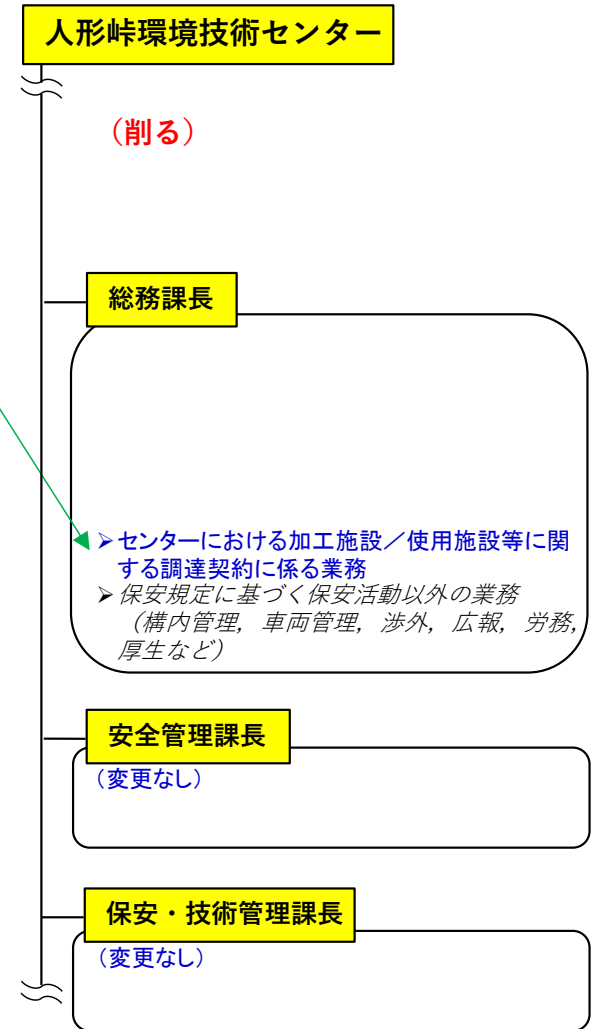 人形峠環境技術センター
（削る）
総務課長
➢センターにおける加工施設／使用施設等に関
する調達契約に係る業務
➢保安規定に基づく保安活動以外の業務
（構内管理，車両管理，渉外，広報，労務，
厚生など）
安全管理課長
（変更なし）
保安・技術管理課長
（変更なし）